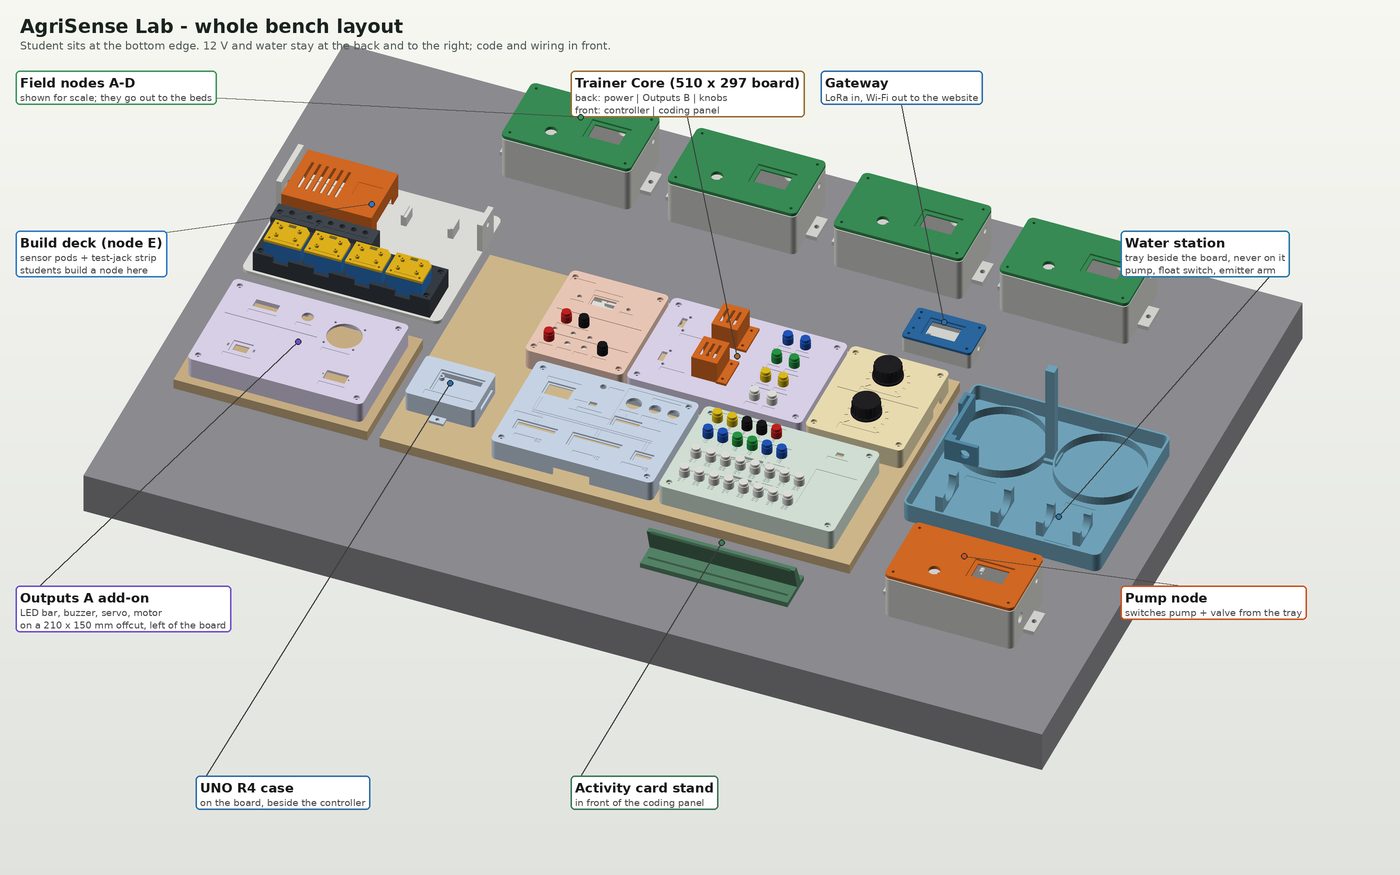 AgriSense Lab - whole bench layout
Student sits at the bottom edge. 12 V and water stay at the back and to the right; code and wiring in front.
Field nodes A-D
shown for scale; they go out to the beds
Trainer Core (510 x 297 board)
back: power | Outputs B | knobs
front: controller | coding panel
Gateway
LoRa in, Wi-Fi out to the website
Build deck (node E)
sensor pods + test-jack strip
students build a node here
Water station
tray beside the board, never on it
pump, float switch, emitter arm
Outputs A add-on
LED bar, buzzer, servo, motor
on a 210 x 150 mm offcut, left of the board
Pump node
switches pump + valve from the tray
UNO R4 case
on the board, beside the controller
Activity card stand
in front of the coding panel